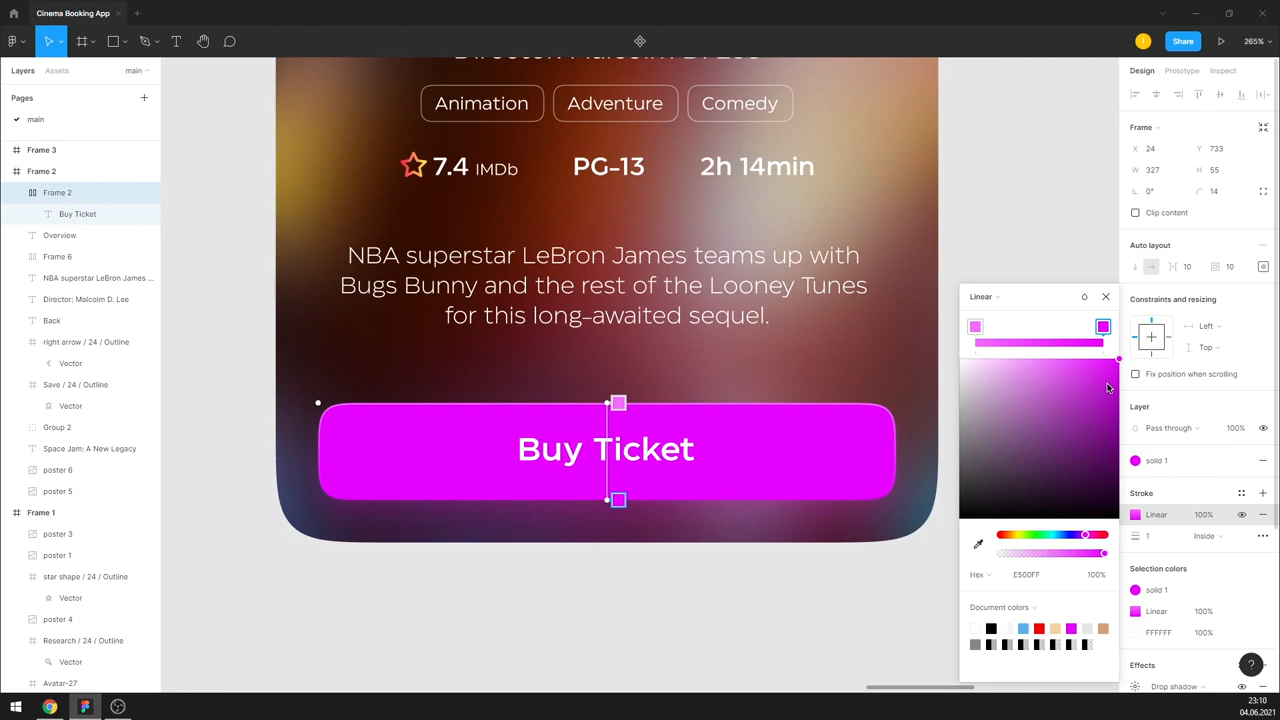 Cinema Booking App
Share
265%
Layers
Assets
main
Pages
main
Frame 3
Frame 2
Frame 2
Buy Ticket
Overview
Frame 6
NBA superstar LeBron James ...
Director: Malcolm D. Lee
Back
right arrow / 24 / Outline
Vector
Save / 24 / Outline
Vector
Group 2
Space Jam: A New Legacy
poster 6
poster 5
Frame 1
poster 3
poster 1
star shape / 24 / Outline
Vector
poster 4
Research / 24 / Outline
Vector
Avatar-27
Director: Malcolm D. Lee
Animation
Adventure
Comedy
7.4 IMDb
PG-13
2h 14min
NBA superstar LeBron James teams up with
Bugs Bunny and the rest of the Looney Tunes
for this long-awaited sequel.
Buy Ticket
Linear
Hex
E500FF
100%
Document colors
Design
Prototype
Inspect
Frame
X 24
Y 733
W 327
H 55
0°
14
Clip content
Auto layout
10
10
Constraints and resizing
Left
Top
Fix position when scrolling
Layer
Pass through
100%
solid 1
Stroke
Linear
100%
1
Inside
Selection colors
solid 1
Linear
100%
FFFFFF
100%
Effects
Drop shadow
?
23:10
04.06.2021